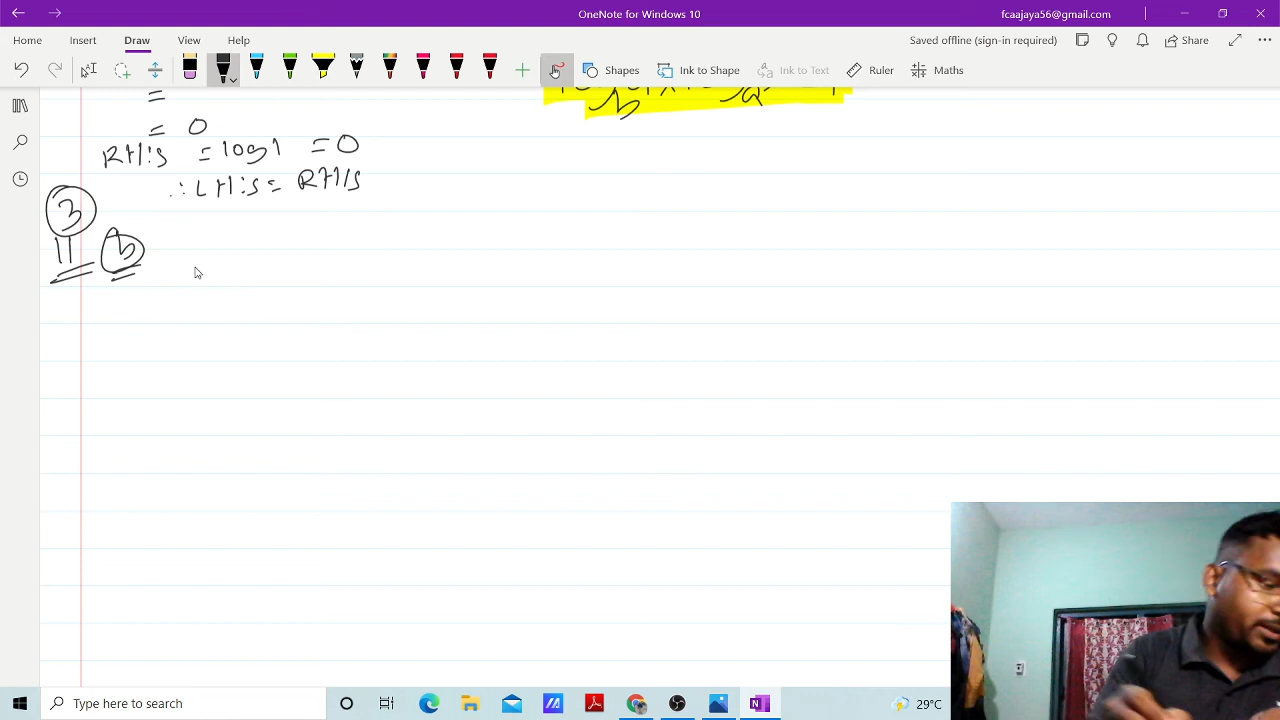 OneNote for Windows 10
fcaajaya56@gmail.com
Home Insert Draw View Help
Saved offline (sign-in required)
Share
Shapes
Ink to Shape
Ink to Text
Ruler
Maths
=
= 0
RHS = log1 = 0
∴ LHS = RHS
3
11 b
Type here to search
29°C